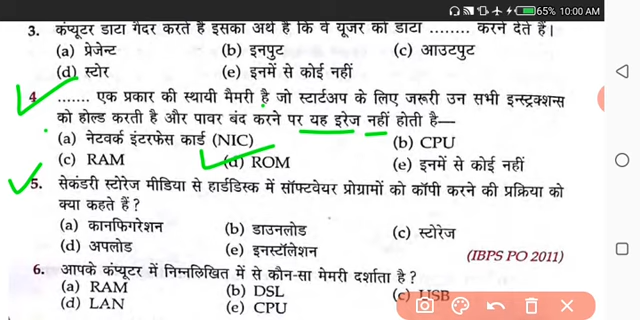 65% 10:00 AM
3. कंप्यूटर डाटा गैदर करते हैं इसका अर्थ है कि वे यूजर को डाटा ........ करने देते हैं।
(a) प्रेजेन्ट (b) इनपुट (c) आउटपुट
(d) स्टोर (e) इनमें से कोई नहीं
4. ....... एक प्रकार की स्थायी मैमरी है जो स्टार्टअप के लिए जरूरी उन सभी इन्स्ट्रक्शन्स
को होल्ड करती है और पावर बंद करने पर यह इरेज नहीं होती है—
(a) नेटवर्क इंटरफेस कार्ड (NIC) (b) CPU
(c) RAM (d) ROM (e) इनमें से कोई नहीं
5. सेकंडरी स्टोरेज मीडिया से हार्डडिस्क में सॉफ्टवेयर प्रोग्रामों को कॉपी करने की प्रक्रिया को
क्या कहते हैं ?
(a) कानफिगरेशन (b) डाउनलोड (c) स्टोरेज
(d) अपलोड (e) इनस्टॉलेशन (IBPS PO 2011)
6. आपके कंप्यूटर में निम्नलिखित में से कौन-सा मेमरी दर्शाता है ?
(a) RAM (b) DSL (c) USB
(d) LAN (e) CPU